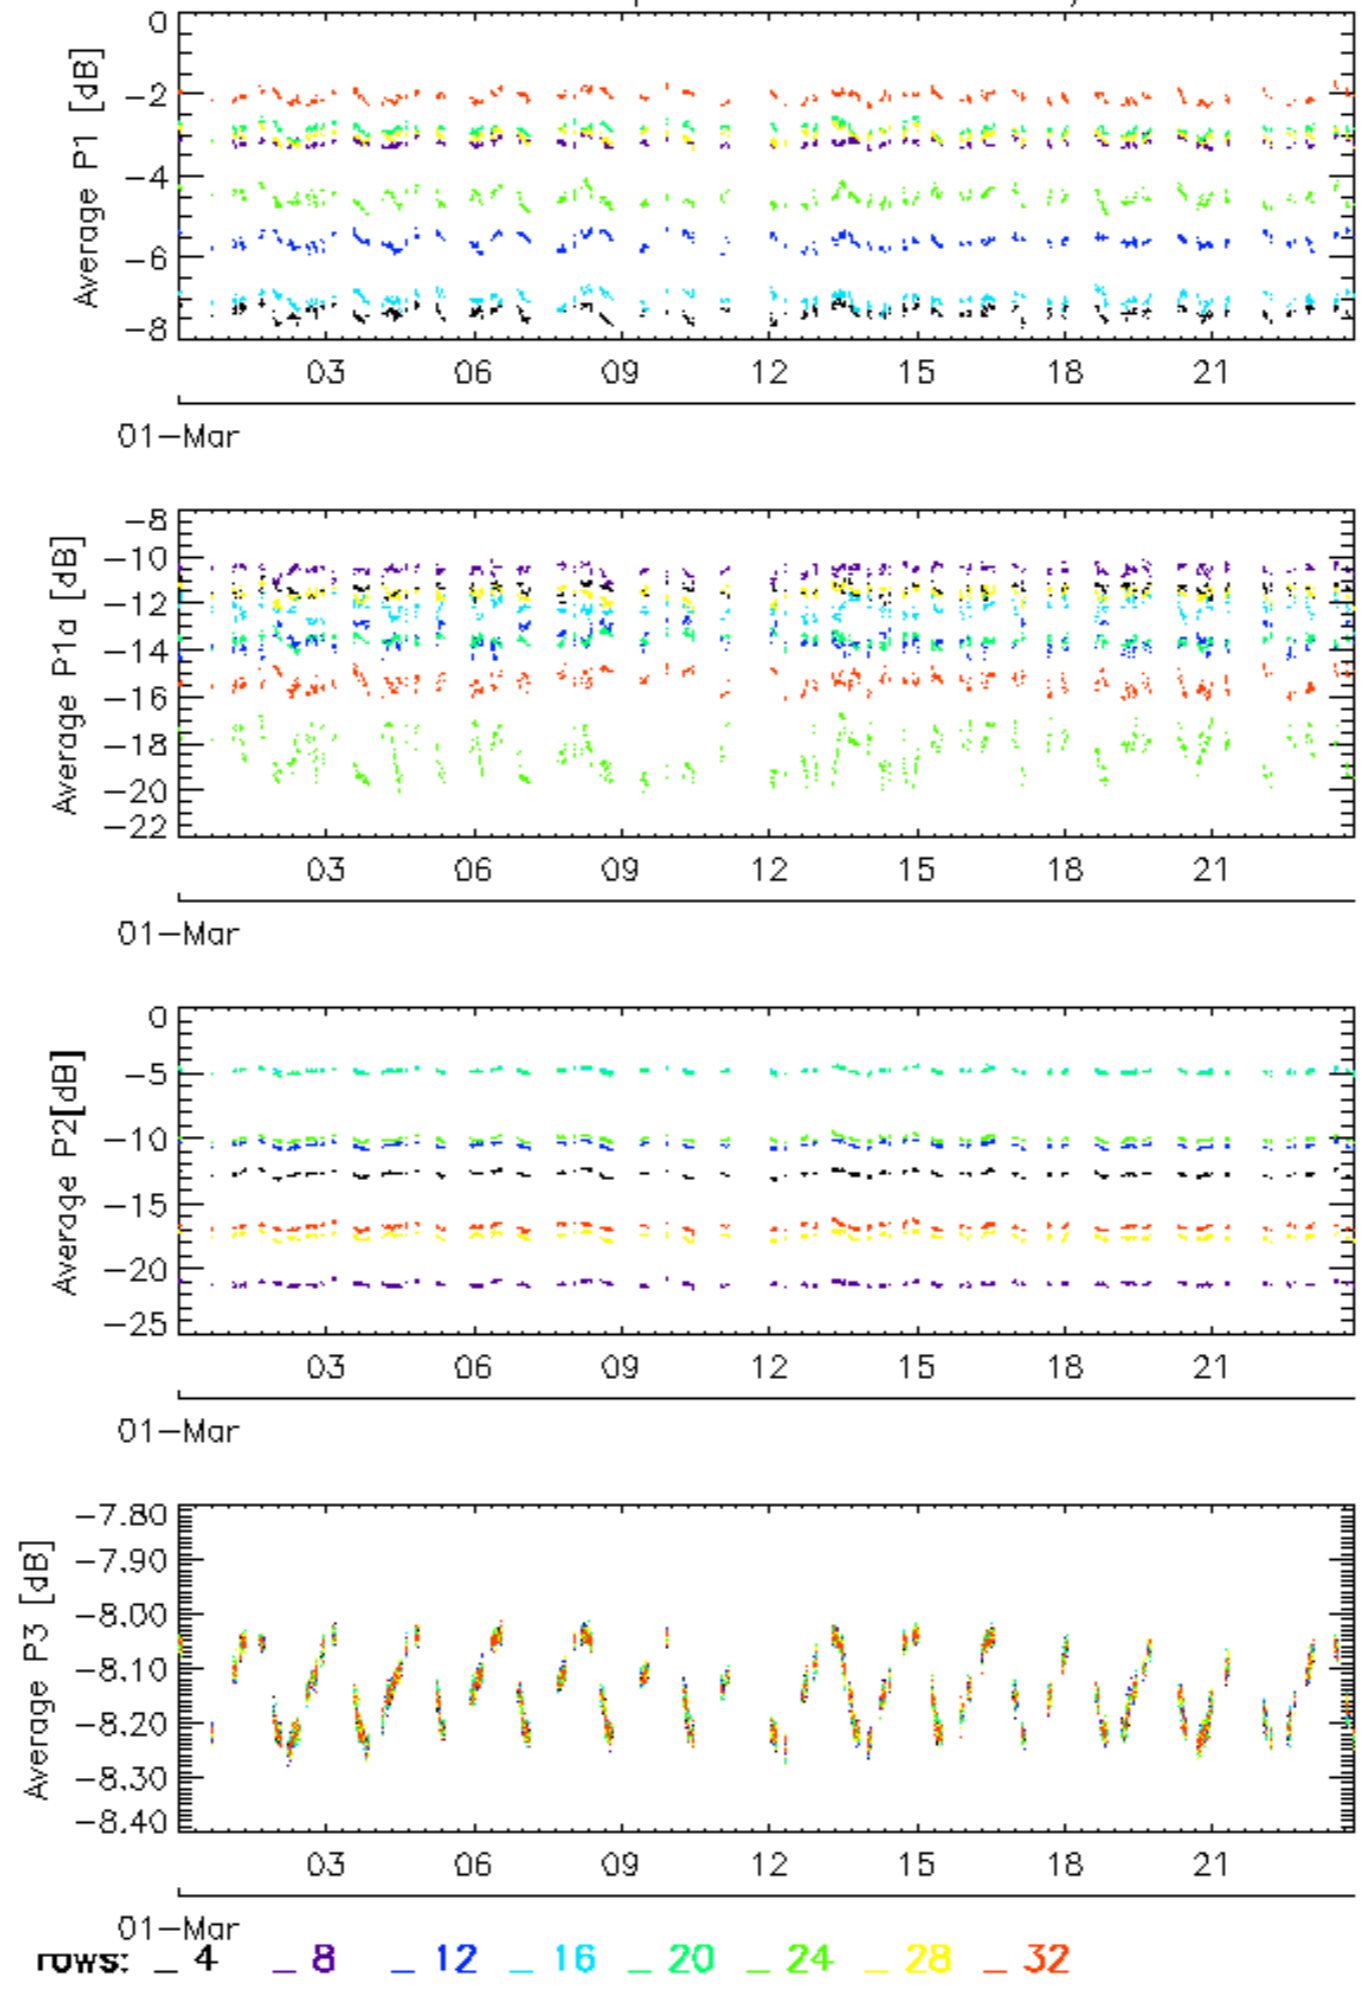 Average P1 [dB]
0
−2
−4
−6
−8
03 06 09 12 15 18 21
01−Mar
Average P1a [dB]
−8
−10
−12
−14
−16
−18
−20
−22
03 06 09 12 15 18 21
01−Mar
Average P2[dB]
0
−5
−10
−15
−20
−25
03 06 09 12 15 18 21
01−Mar
Average P3 [dB]
−7.80
−7.90
−8.00
−8.10
−8.20
−8.30
−8.40
03 06 09 12 15 18 21
01−Mar
rows: _ 4 _ 8 _ 12 _ 16 _ 20 _ 24 _ 28 _ 32